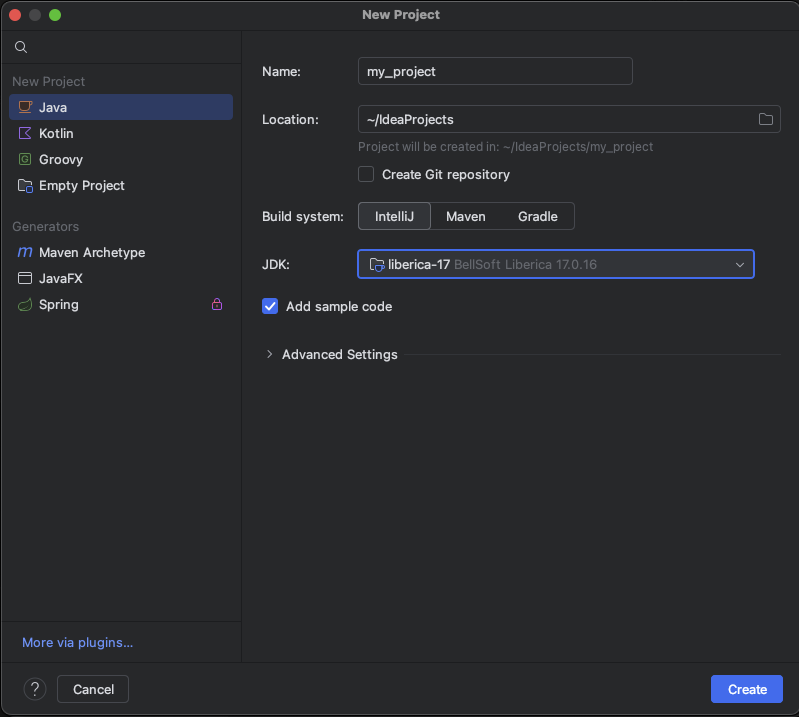 New Project
New Project
Java
Kotlin
G Groovy
Empty Project
Generators
m Maven Archetype
JavaFX
Spring
More via plugins...
Name: my_project
Location: ~/IdeaProjects
Project will be created in: ~/IdeaProjects/my_project
Create Git repository
Build system: IntelliJ Maven Gradle
JDK: liberica-17 BellSoft Liberica 17.0.16
Add sample code
Advanced Settings
? Cancel Create